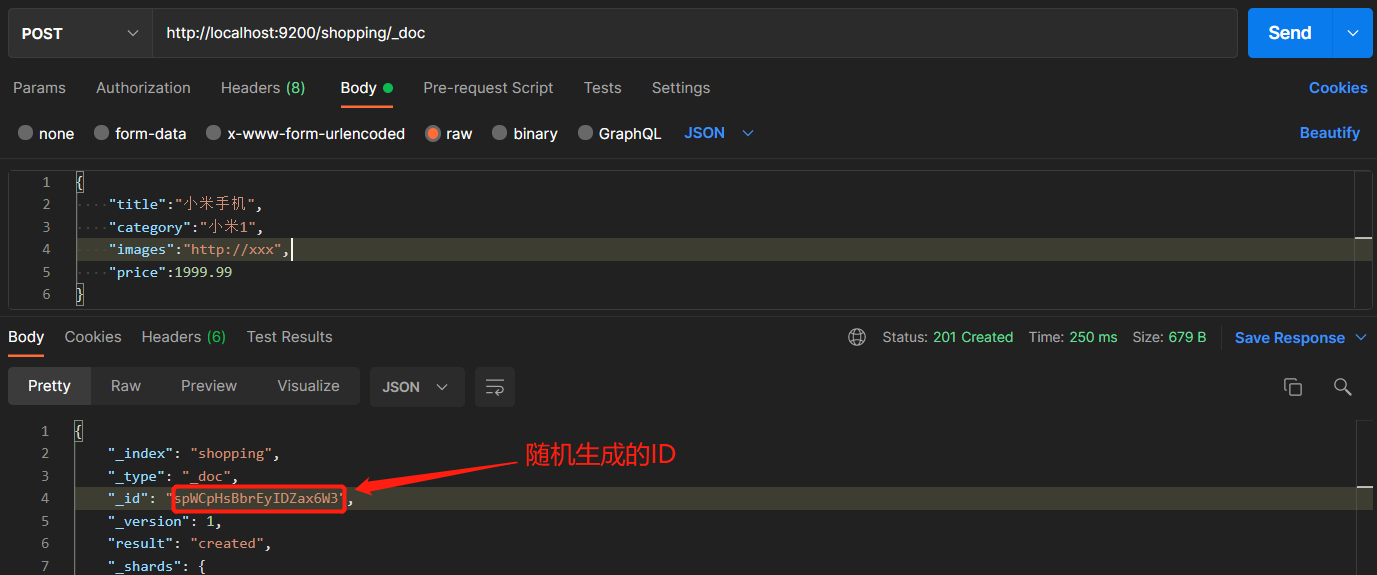 POST http://localhost:9200/shopping/_doc Send
Params Authorization Headers (8) Body Pre-request Script Tests Settings Cookies
none form-data x-www-form-urlencoded raw binary GraphQL JSON Beautify
1 {
2 "title":"小米手机",
3 "category":"小米1",
4 "images":"http://xxx",
5 "price":1999.99
6 }
Body Cookies Headers (6) Test Results Status: 201 Created Time: 250 ms Size: 679 B Save Response
Pretty Raw Preview Visualize JSON
1 {
2 "_index": "shopping",
随机生成的ID
3 "_type": "_doc",
4 "_id": "spWCpHsBbrEyIDZax6W3",
5 "_version": 1,
6 "result": "created",
7 "_shards": {